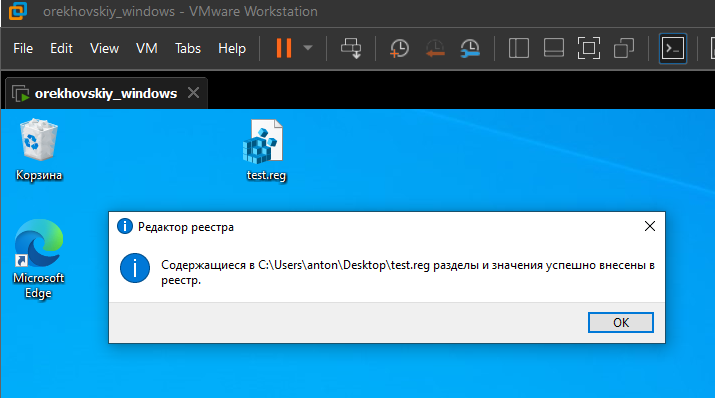 orekhovskiy_windows - VMware Workstation
File Edit View VM Tabs Help
orekhovskiy_windows
Корзина
test.reg
Microsoft
Edge
Редактор реестра
Содержащиеся в C:\Users\anton\Desktop\test.reg разделы и значения успешно внесены в
реестр.
OK